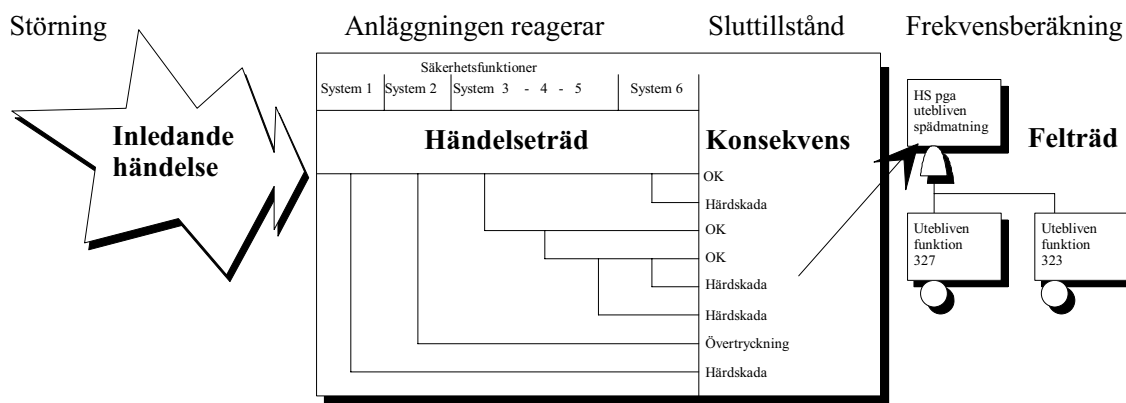 Störning
Anläggningen reagerar
Sluttillstånd
Frekvensberäkning
Inledande
händelse
Säkerhetsfunktioner
System 1
System 2
System 3 - 4 - 5
System 6
Händelseträd
Konsekvens
OK
Härdskada
OK
OK
Härdskada
Härdskada
Övertryckning
Härdskada
HS pga
utebliven
spädmatning
Felträd
Utebliven
funktion
327
Utebliven
funktion
323